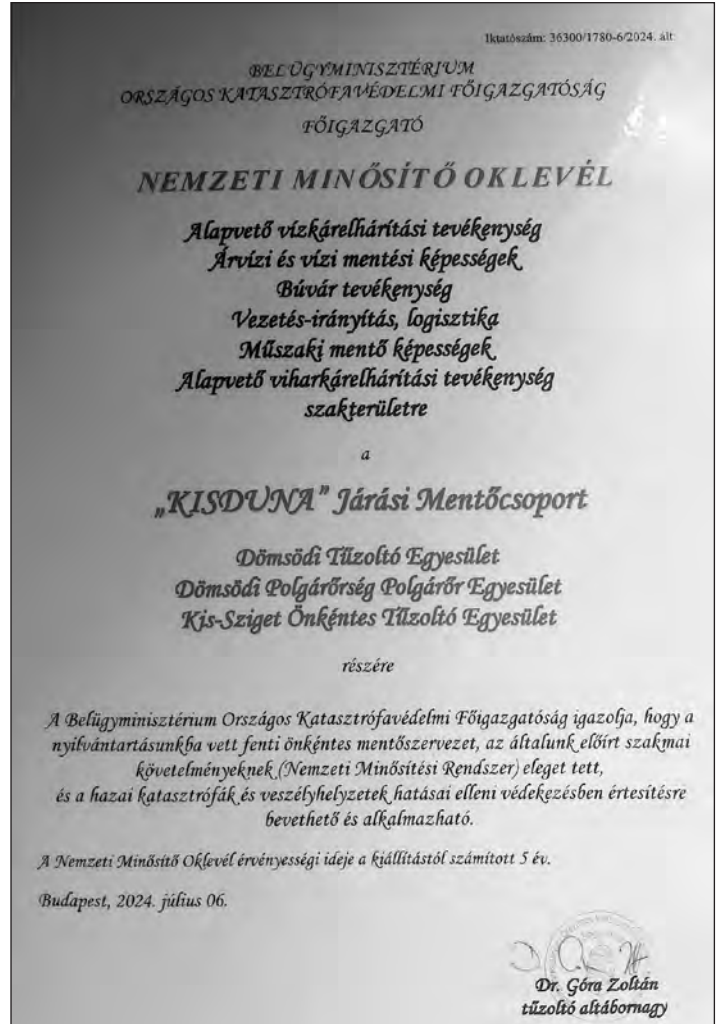 Iktatószám: 36300/1780-6/2024. ált
BELÜGYMINISZTÉRIUM
ORSZÁGOS KATASZTRÓFAVÉDELMI FŐIGAZGATÓSÁG
FŐIGAZGATÓ
NEMZETI MINŐSÍTŐ OKLEVÉL
Alapvető vízkárelhárítási tevékenység
Árvízi és vízi mentési képességek
Búvár tevékenység
Vezetés-irányítás, logisztika
Műszaki mentő képességek
Alapvető viharkárelhárítási tevékenység
szakterületre
a
„KISDUNA" Járási Mentőcsoport
Dömsödi Tűzoltó Egyesület
Dömsödi Polgárőrség Polgárőr Egyesület
Kis-Sziget Önkéntes Tűzoltó Egyesület
részére
A Belügyminisztérium Országos Katasztrófavédelmi Főigazgatóság igazolja, hogy a
nyilvántartásunkba vett fenti önkéntes mentőszervezet, az általunk előírt szakmai
követelményeknek (Nemzeti Minősítési Rendszer) eleget tett,
és a hazai katasztrófák és veszélyhelyzetek hatásai elleni védekezésben értesítésre
bevethető és alkalmazható.
A Nemzeti Minősítő Oklevél érvényességi ideje a kiállítástól számított 5 év.
Budapest, 2024. július 06.
Dr. Góra Zoltán
tűzoltó altábornagy